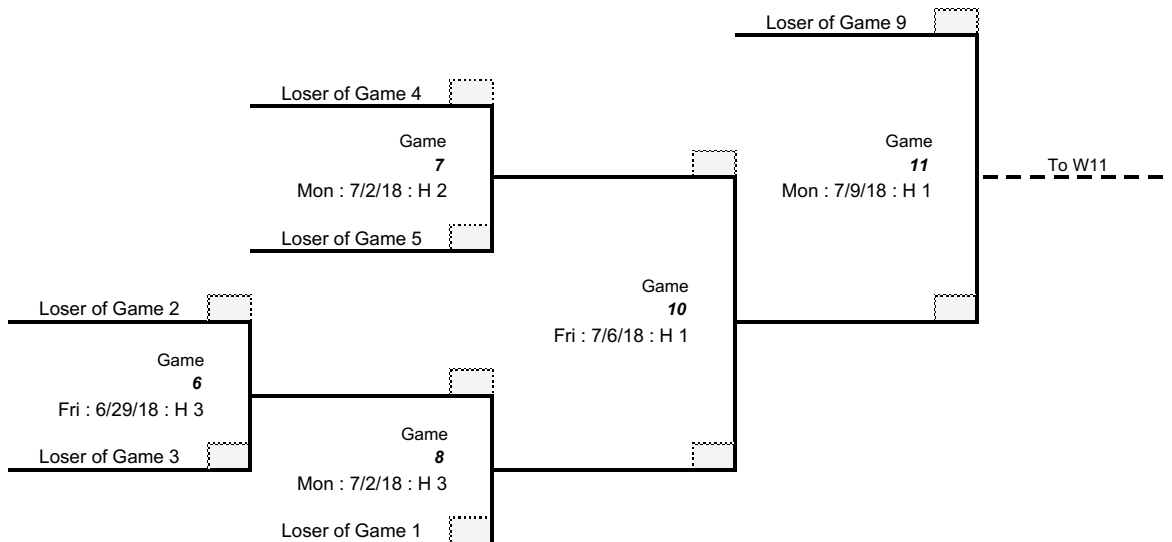 Loser of Game 9
Loser of Game 4
Game
7
Mon : 7/2/18 : H 2
Game
11
Mon : 7/9/18 : H 1
To W11
Loser of Game 5
Loser of Game 2
Game
10
Fri : 7/6/18 : H 1
Game
6
Fri : 6/29/18 : H 3
Game
8
Mon : 7/2/18 : H 3
Loser of Game 3
Loser of Game 1